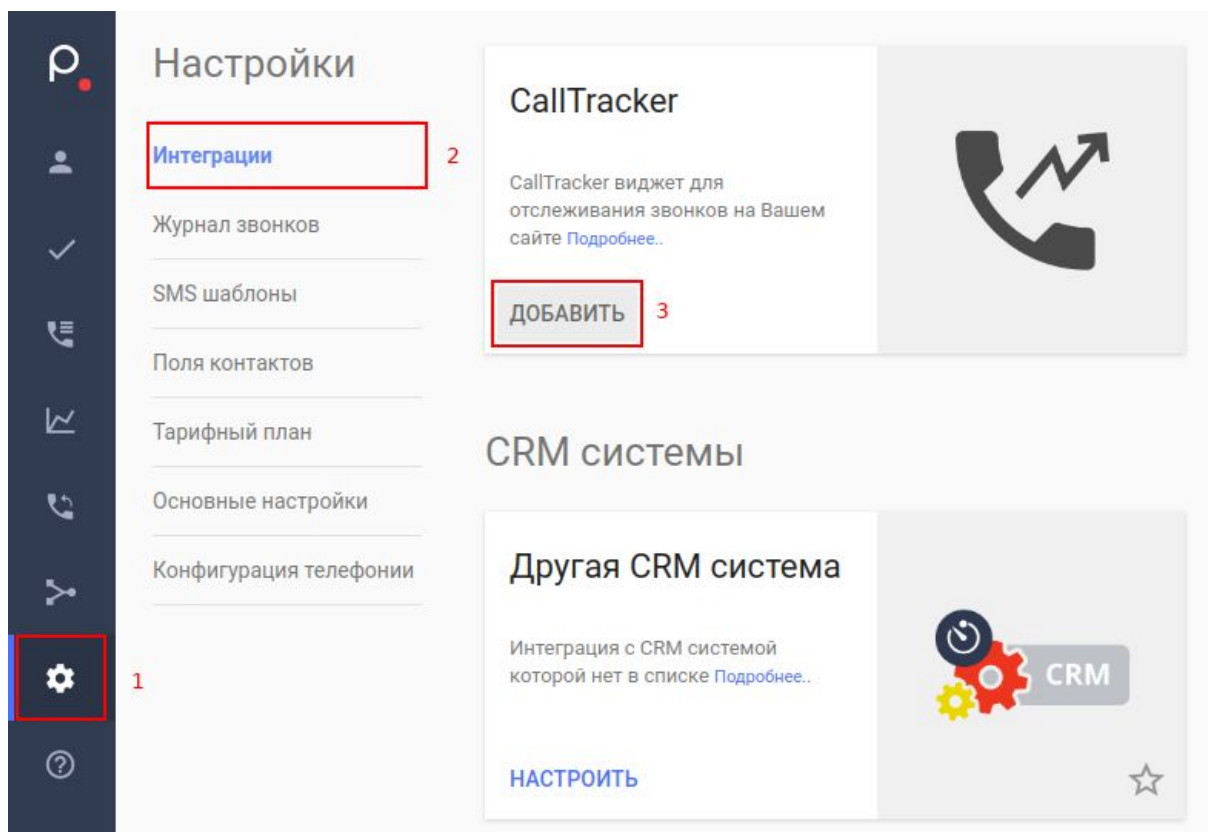 Настройки
Интеграции
2
Журнал звонков
SMS шаблоны
Поля контактов
Тарифный план
Основные настройки
Конфигурация телефонии
1
CallTracker
CallTracker виджет для
отслеживания звонков на Вашем
сайте Подробнее..
ДОБАВИТЬ
3
CRM системы
Другая CRM система
Интеграция с CRM системой
которой нет в списке Подробнее..
НАСТРОИТЬ
CRM